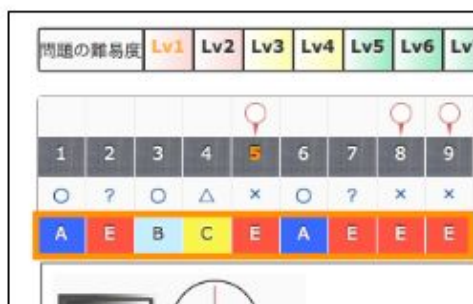 問題の難易度 Lv1 Lv2 Lv3 Lv4 Lv5 Lv6 Lv
1 2 3 4 5 6 7 8 9
○ ? ○ △ × ○ ? × ×
A E B C E A E E E